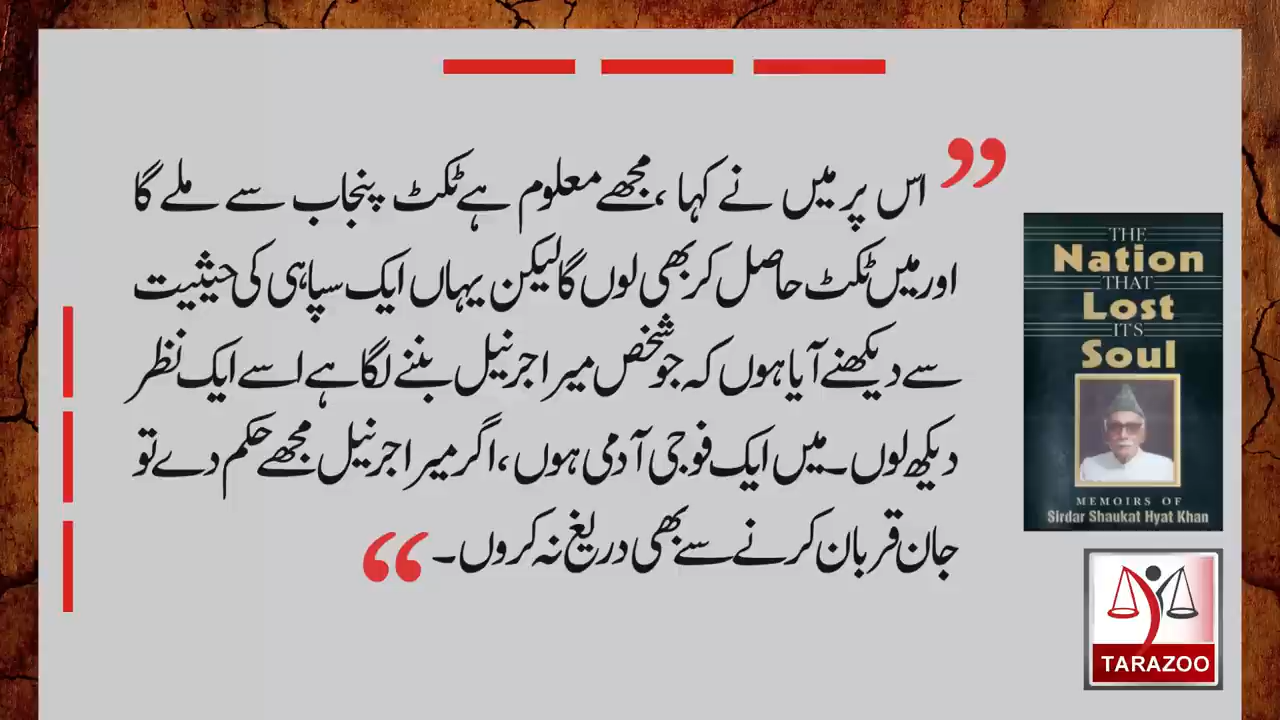 اس پر میں نے کہا، مجھے معلوم ہے ٹکٹ پنجاب سے ملے گا
اور میں ٹکٹ حاصل کر بھی لوں گا لیکن یہاں ایک سپاہی کی حیثیت
سے دیکھنے آیا ہوں کہ جو شخص میرا جرنیل بننے لگا ہے اسے ایک نظر
دیکھ لوں۔ میں ایک فوجی آدمی ہوں، اگر میرا جرنیل مجھے حکم دے تو
جان قربان کرنے سے بھی دریغ نہ کروں۔
THE
Nation
THAT
Lost
ITS
Soul
MEMOIRS OF
Sirdar Shaukat Hyat Khan
TARAZOO